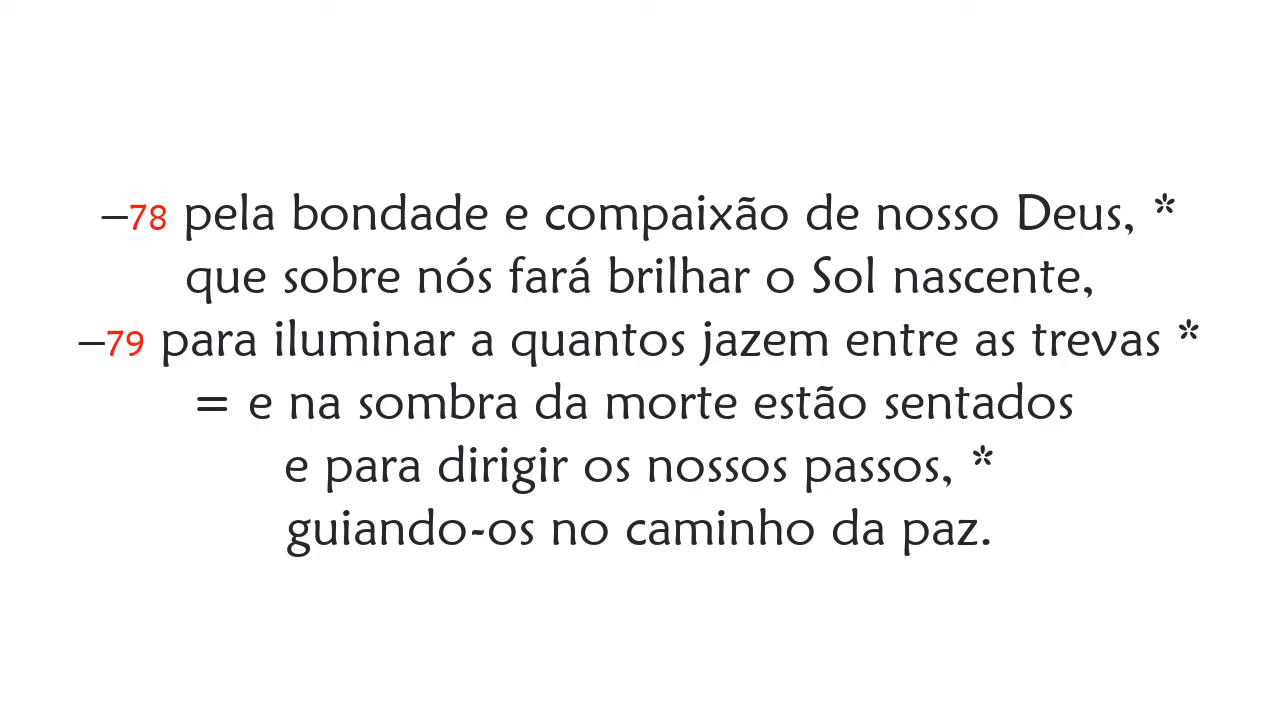 –78 pela bondade e compaixão de nosso Deus, *
que sobre nós fará brilhar o Sol nascente,
–79 para iluminar a quantos jazem entre as trevas *
= e na sombra da morte estão sentados
e para dirigir os nossos passos, *
guiando-os no caminho da paz.